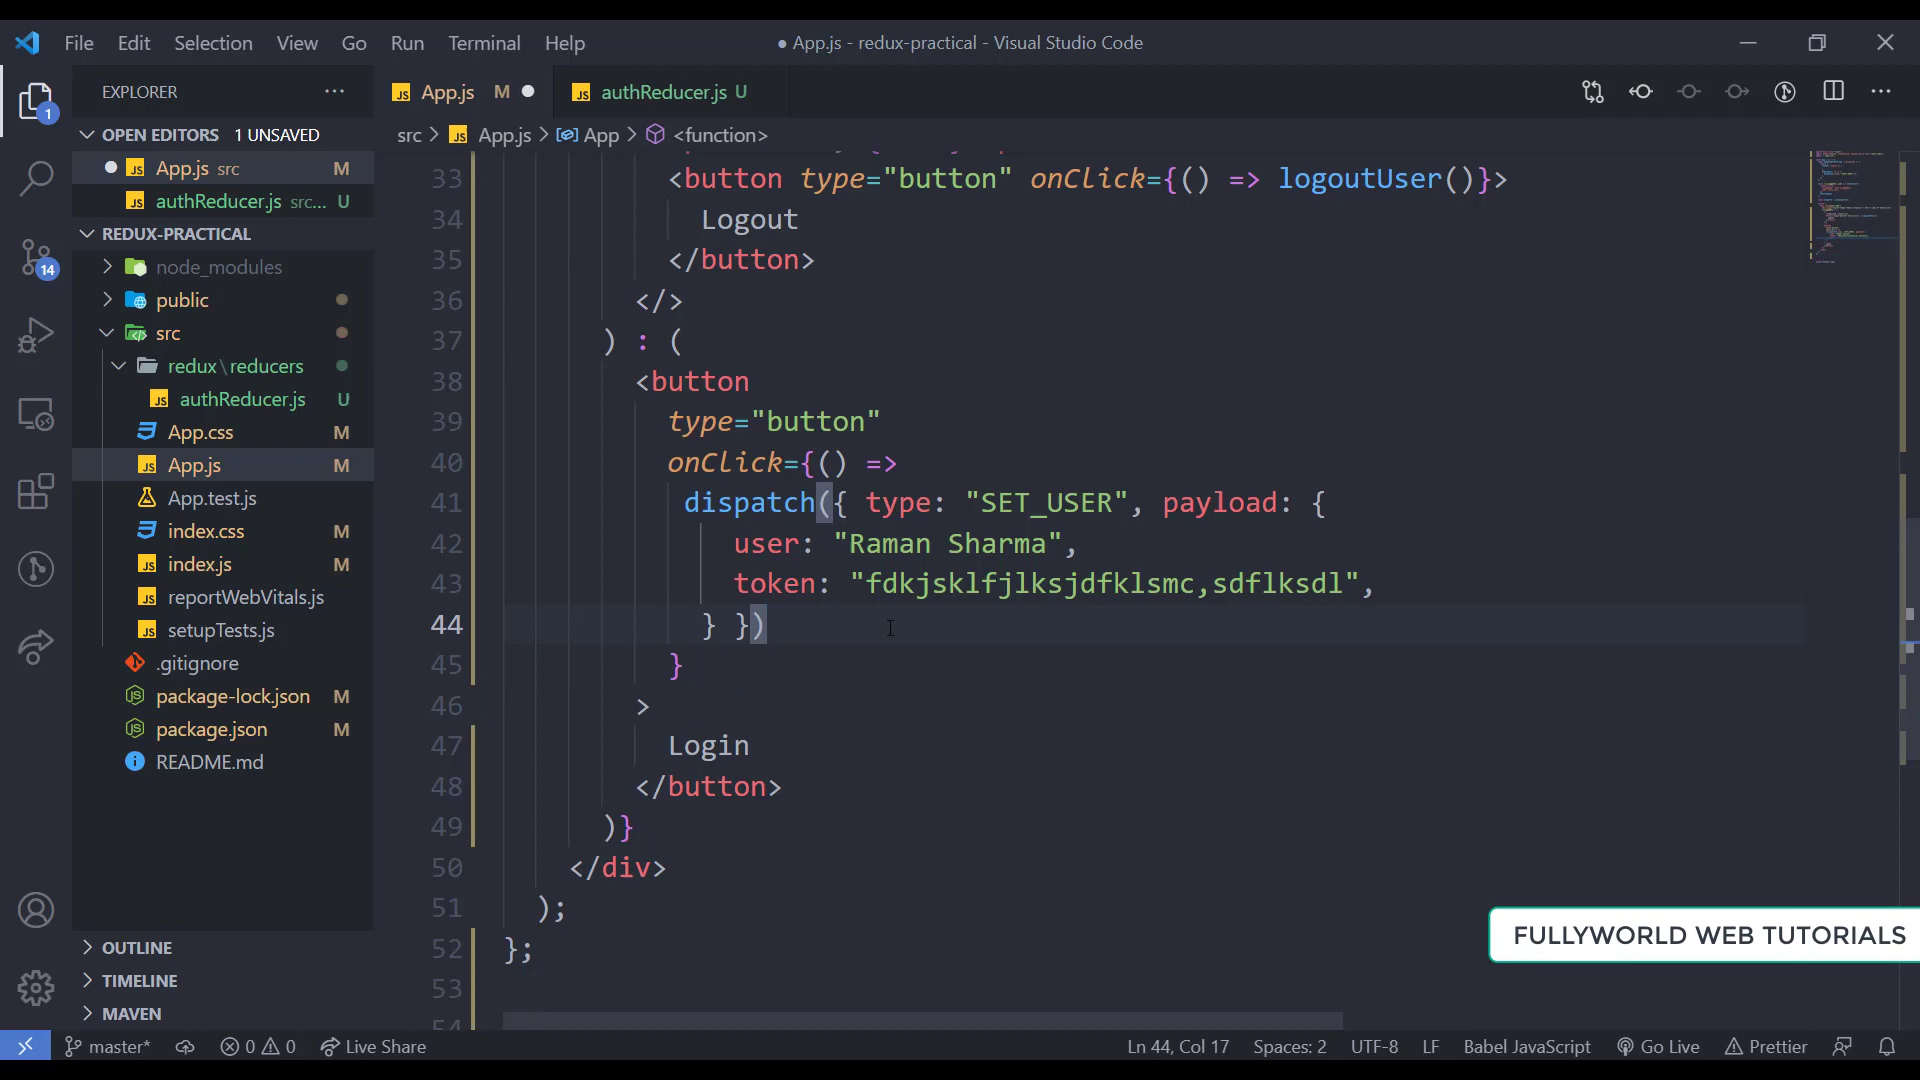 File Edit Selection View Go Run Terminal Help
● App.js - redux-practical - Visual Studio Code
EXPLORER
OPEN EDITORS 1 UNSAVED
App.js src M
authReducer.js src... U
REDUX-PRACTICAL
node_modules
public
src
redux\reducers
authReducer.js U
App.css M
App.js M
App.test.js
index.css M
index.js M
reportWebVitals.js
setupTests.js
.gitignore
package-lock.json M
package.json M
README.md
OUTLINE
TIMELINE
MAVEN
1
14
App.js M
authReducer.js U
src > App.js > App > <function>
33 <button type="button" onClick={() => logoutUser()}>
34 Logout
35 </button>
36 </>
37 ) : (
38 <button
39 type="button"
40 onClick={() =>
41 dispatch({ type: "SET_USER", payload: {
42 user: "Raman Sharma",
43 token: "fdkjsklfjlksjdfklsmc,sdflksdl",
44 } })
45 }
46 >
47 Login
48 </button>
49 )}
50 </div>
51 );
52 };
53
54
FULLYWORLD WEB TUTORIALS
master* 0 0 Live Share
Ln 44, Col 17 Spaces: 2 UTF-8 LF Babel JavaScript Go Live Prettier